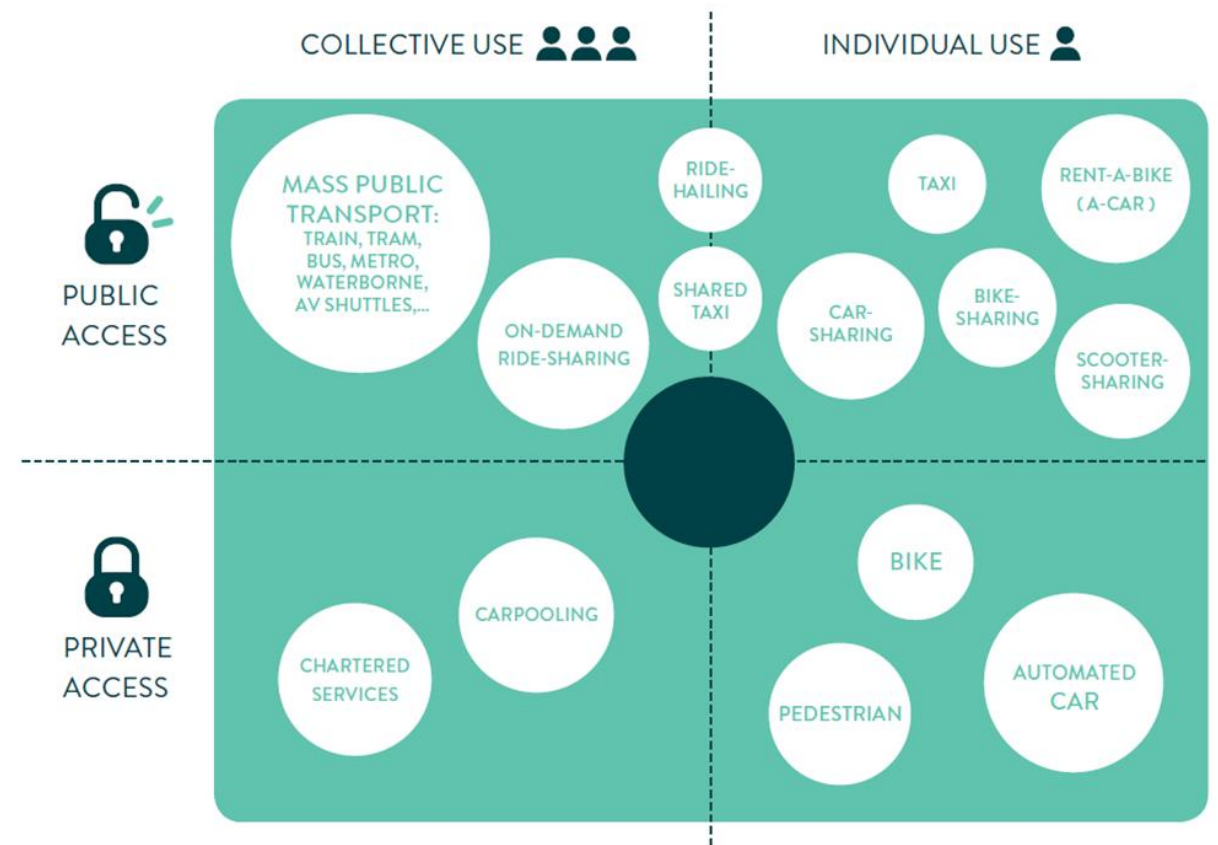 COLLECTIVE USE
INDIVIDUAL USE
PUBLIC
ACCESS
MASS PUBLIC
TRANSPORT:
TRAIN, TRAM,
BUS, METRO,
WATERBORNE,
AV SHUTTLES,...
ON-DEMAND
RIDE-SHARING
RIDE-
HAILING
SHARED
TAXI
TAXI
RENT-A-BIKE
( A-CAR )
CAR-
SHARING
BIKE-
SHARING
SCOOTER-
SHARING
PRIVATE
ACCESS
CHARTERED
SERVICES
CARPOOLING
BIKE
PEDESTRIAN
AUTOMATED
CAR